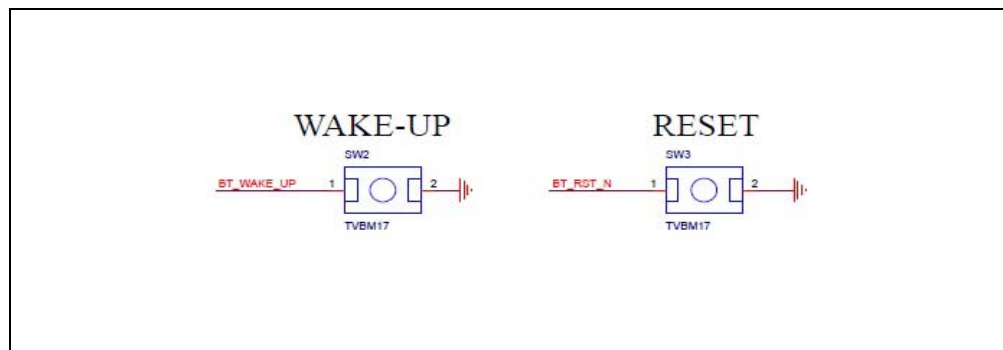 WAKE-UP
SW2
BT_WAKE_UP 1 2
TVBM17
RESET
SW3
BT_RST_N 1 2
TVBM17